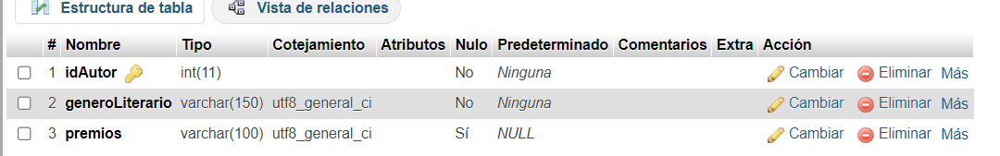 Estructura de tabla Vista de relaciones
# Nombre Tipo Cotejamiento Atributos Nulo Predeterminado Comentarios Extra Acción
1 idAutor int(11) No Ninguna Cambiar Eliminar Más
2 generoLiterario varchar(150) utf8_general_ci No Ninguna Cambiar Eliminar Más
3 premios varchar(100) utf8_general_ci Sí NULL Cambiar Eliminar Más